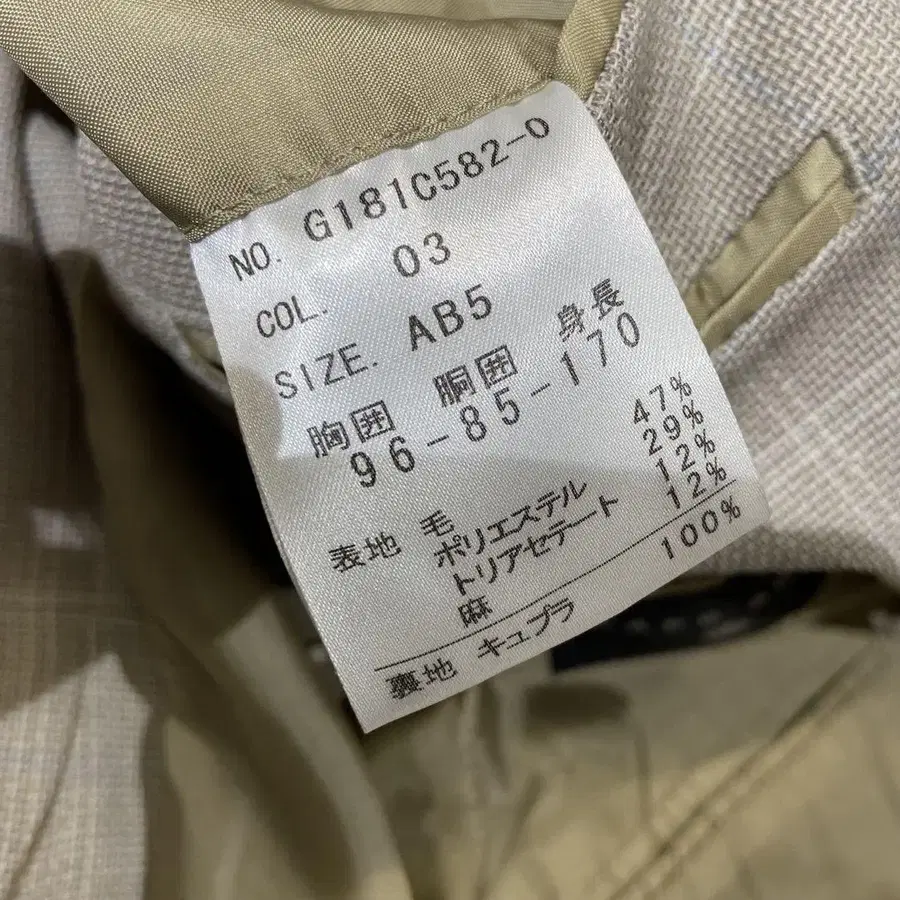 NO. G181C582-0
COL. 03
SIZE. AB5
胸囲 胴囲 身長
96-85-170
表地 毛 47%
ポリエステル 29%
トリアセテート 12%
麻 12%
裏地 キュプラ 100%